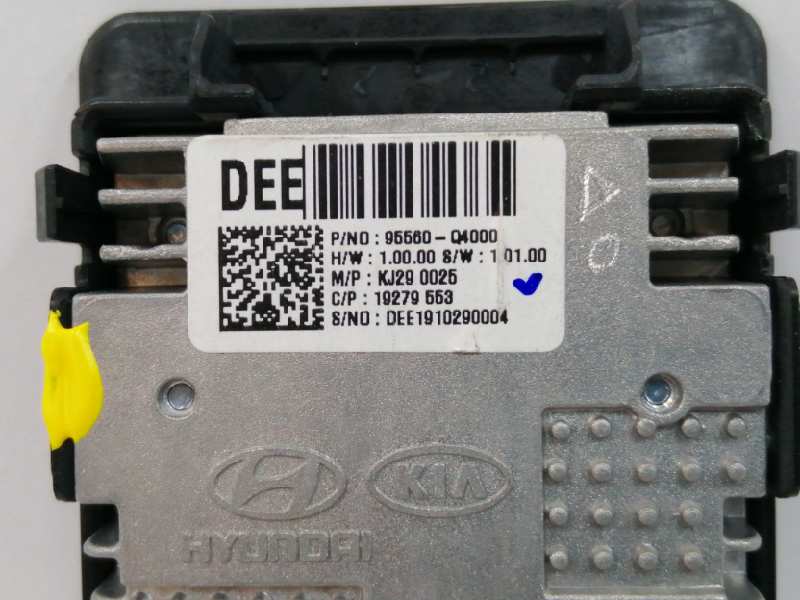 DEE
P/NO : 95560- Q4000
H/W : 1.00.00 S/W : 1.01.00
M/P : KJ29 0025
C/P : 19279 553
S/NO : DEE1910290004
KIA
HYUNDAI